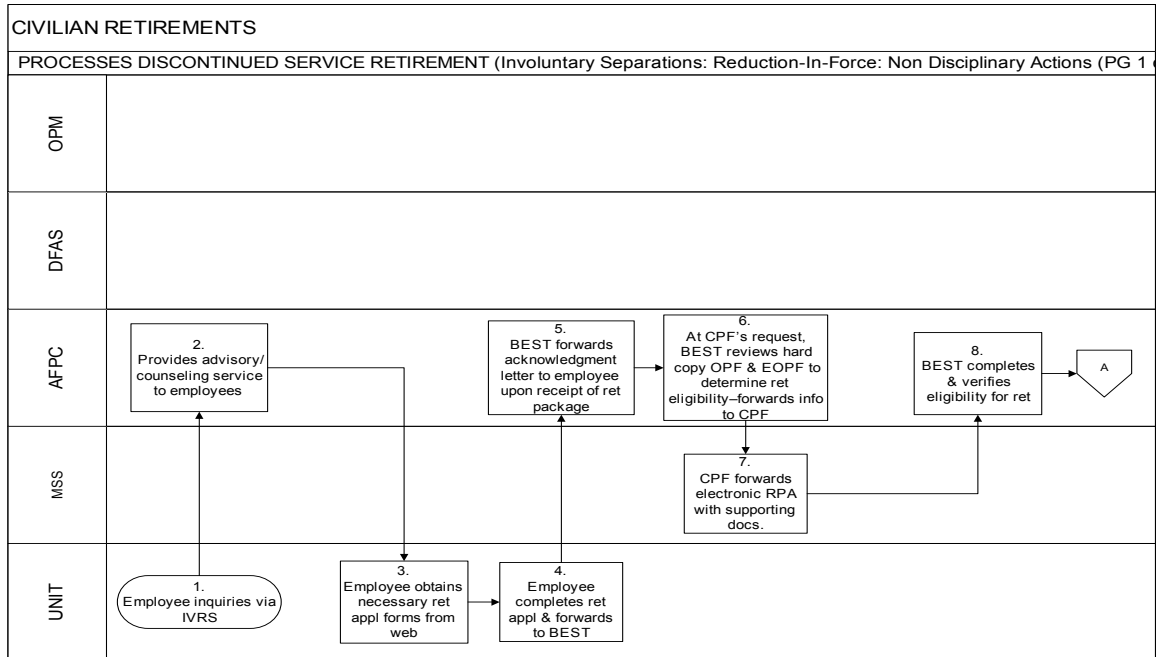 CIVILIAN RETIREMENTS
PROCESSES DISCONTINUED SERVICE RETIREMENT (Involuntary Separations: Reduction-In-Force: Non Disciplinary Actions (PG 1
OPM
DFAS
AFPC
2.
Provides advisory/
counseling service
to employees
5.
BEST forwards
acknowledgment
letter to employee
upon receipt of ret
package
6.
At CPF's request,
BEST reviews hard
copy OPF & EOPF to
determine ret
eligibility–forwards info
to CPF
8.
BEST completes
& verifies
eligibility for ret
A
MSS
7.
CPF forwards
electronic RPA
with supporting
docs.
UNIT
1.
Employee inquiries via
IVRS
3.
Employee obtains
necessary ret
appl forms from
web
4.
Employee
completes ret
appl & forwards
to BEST